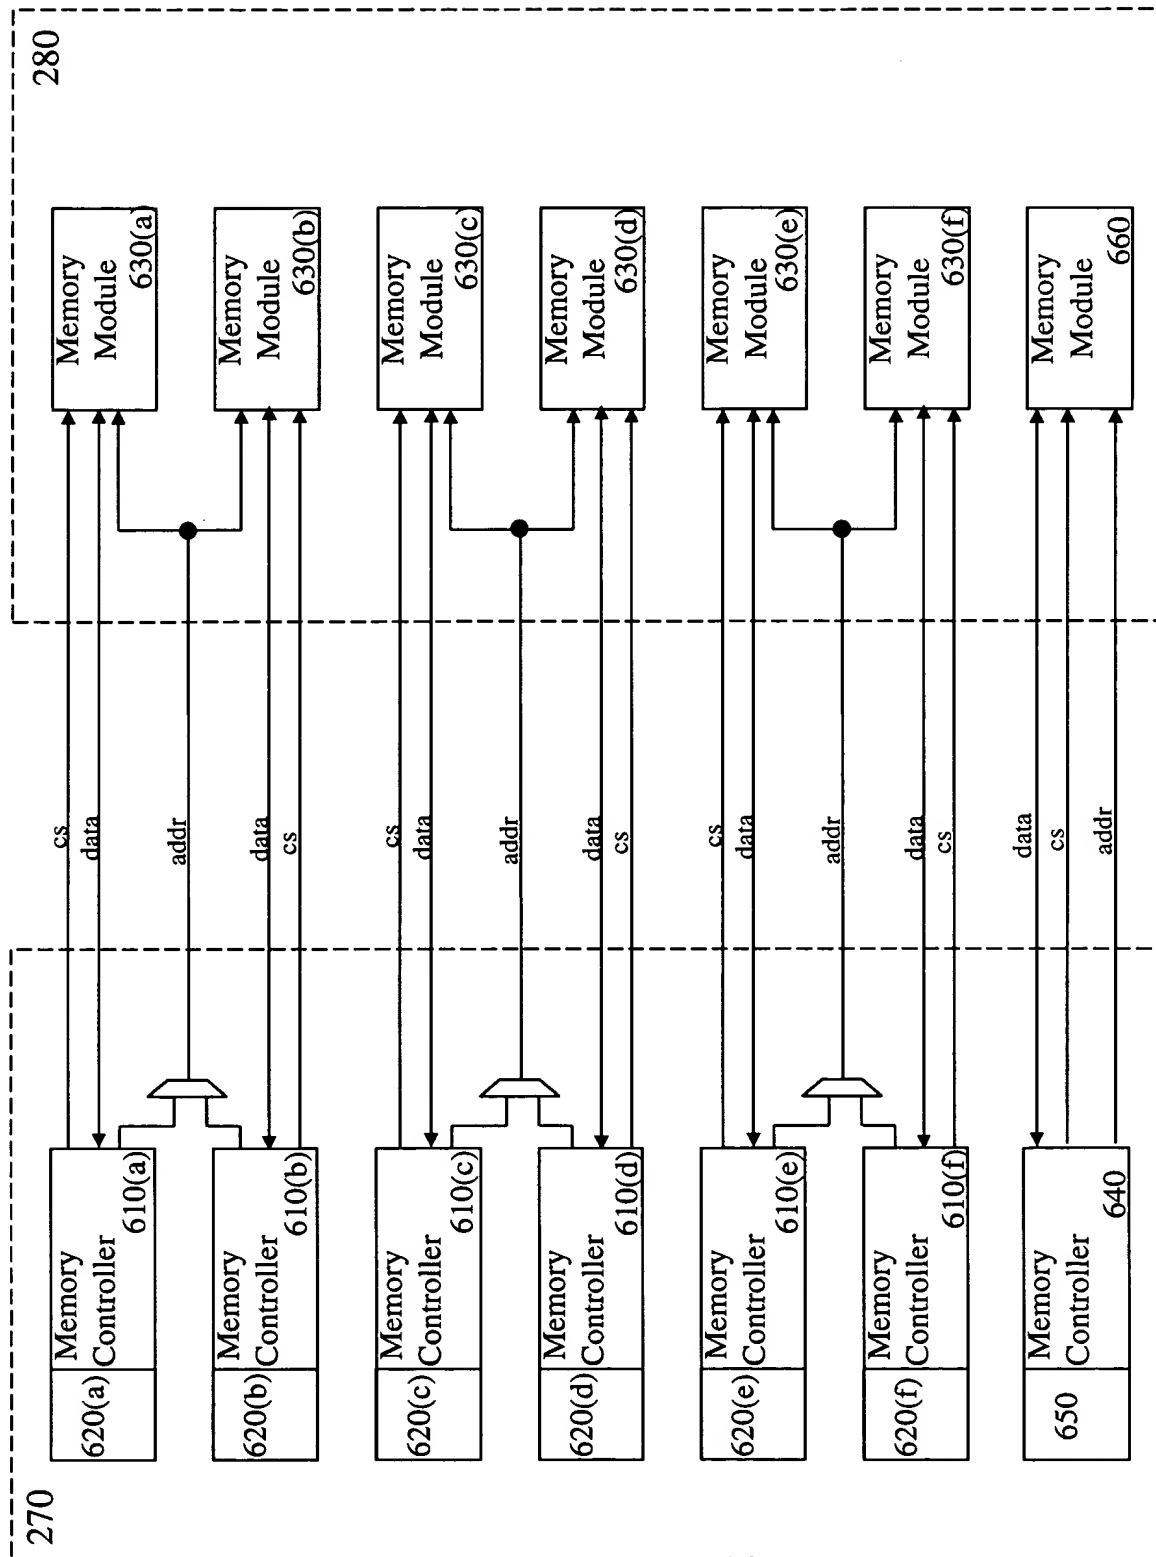 280
Memory
Module
630(a)
Memory
Module
630(b)
Memory
Module
630(c)
Memory
Module
630(d)
Memory
Module
630(e)
Memory
Module
630(f)
Memory
Module
660
cs
data
addr
data
cs
cs
data
addr
data
cs
cs
data
addr
data
cs
data
cs
addr
270
620(a)
Memory
Controller
610(a)
620(b)
Memory
Controller
610(b)
620(c)
Memory
Controller
610(c)
620(d)
Memory
Controller
610(d)
620(e)
Memory
Controller
610(e)
620(f)
Memory
Controller
610(f)
650
Memory
Controller
640